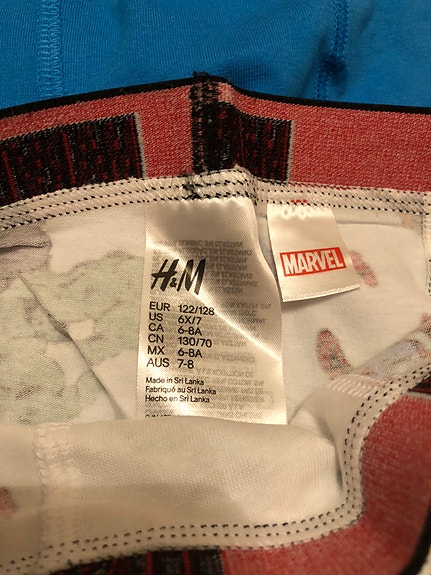 H&M
MARVEL
EUR 122/128
US 6X/7
CA 6-8A
CN 130/70
MX 6-8A
AUS 7-8
Made in Sri Lanka
Fabriqué au Sri Lanka
Hecho en Sri Lanka